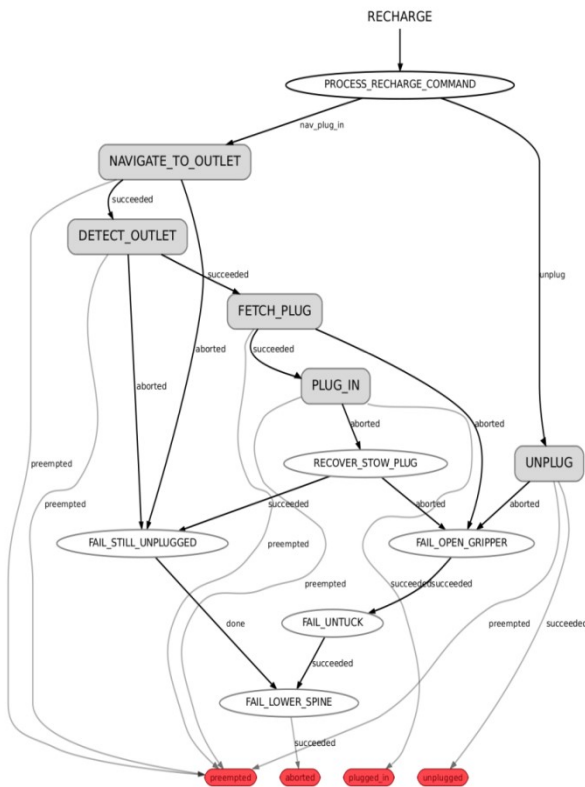 RECHARGE
PROCESS_RECHARGE_COMMAND
nav_plug_in
NAVIGATE_TO_OUTLET
succeeded
DETECT_OUTLET
succeeded
unplug
FETCH_PLUG
succeeded
aborted
PLUG_IN
aborted
aborted
aborted
UNPLUG
preempted
RECOVER_STOW_PLUG
preempted
succeeded
aborted
aborted
FAIL_STILL_UNPLUGGED
preempted
FAIL_OPEN_GRIPPER
succeeded
succeeded
preempted
done
FAIL_UNTUCK
preempted
succeeded
succeeded
FAIL_LOWER_SPINE
succeeded
preempted
aborted
plugged_in
unplugged